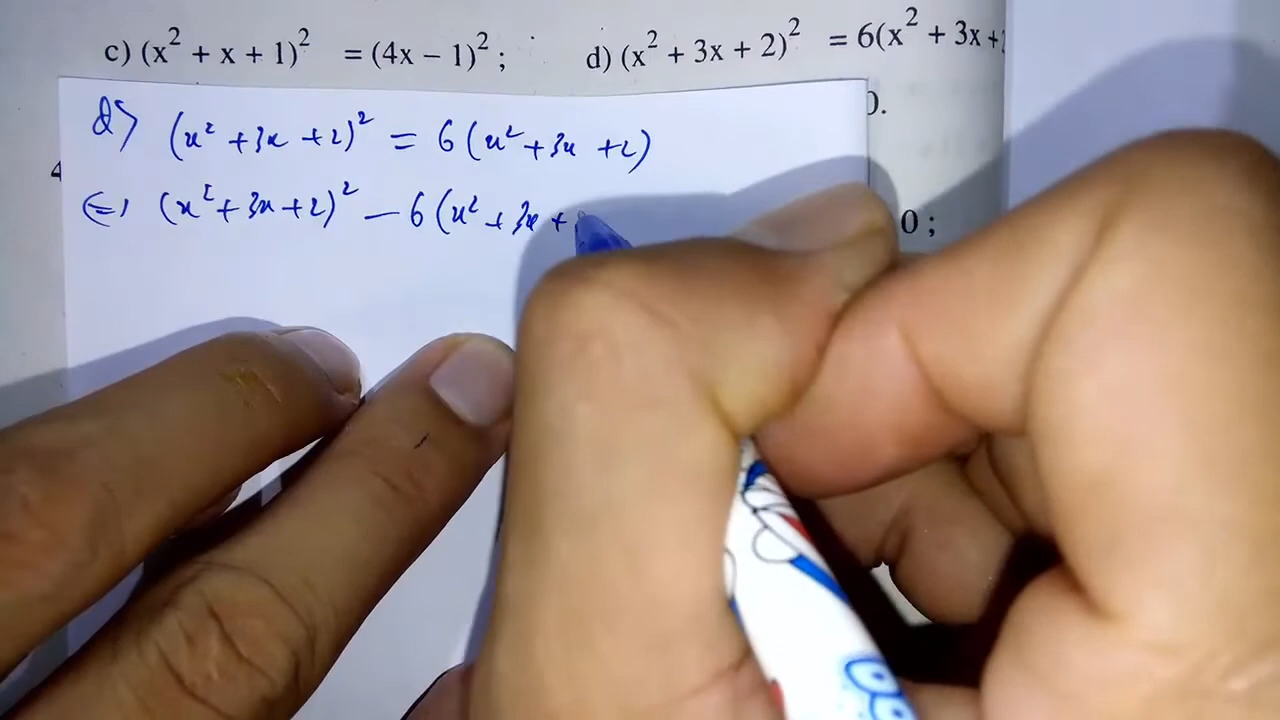 c) (x² + x + 1)² = (4x – 1)² ; d) (x² + 3x + 2)² = 6(x² + 3x +
0.
d) (x² + 3x + 2)² = 6(x² + 3x + 2)
4
⇔ (x² + 3x + 2)² – 6(x² + 3x +
0 ;